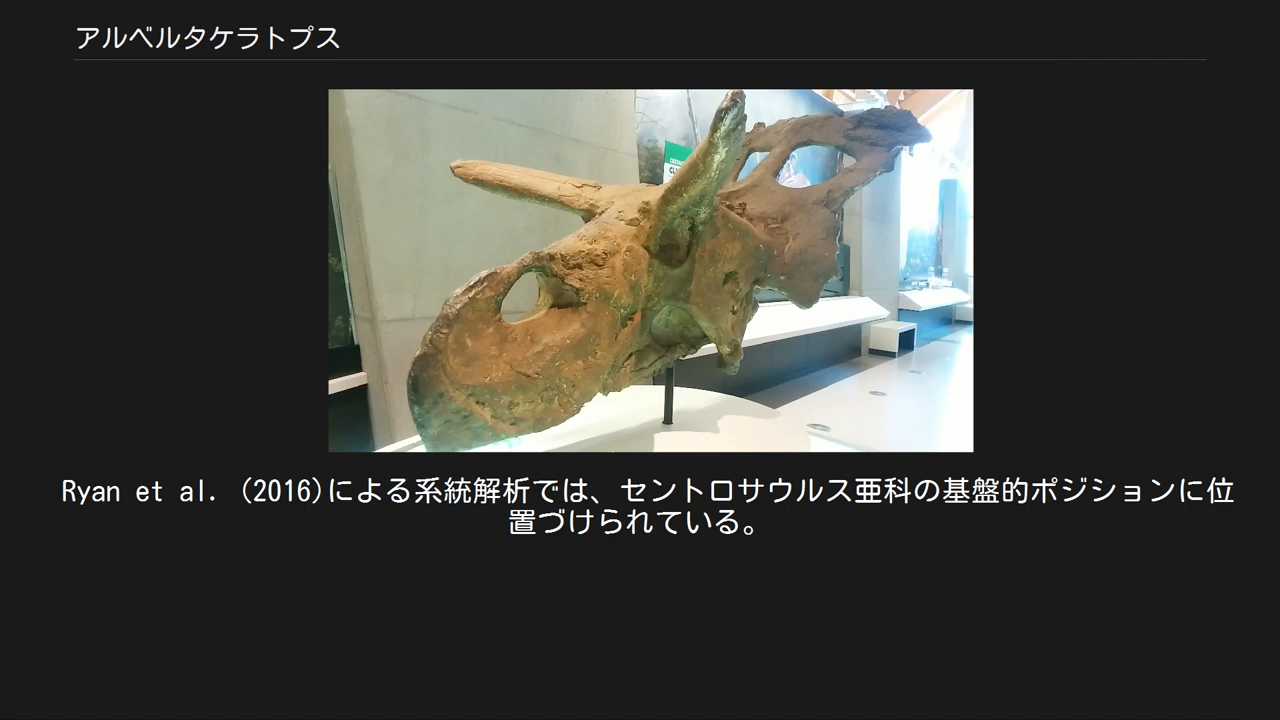 アルベルタケラトプス
Ryan et al. (2016)による系統解析では、セントロサウルス亜科の基盤的ポジションに位
置づけられている。